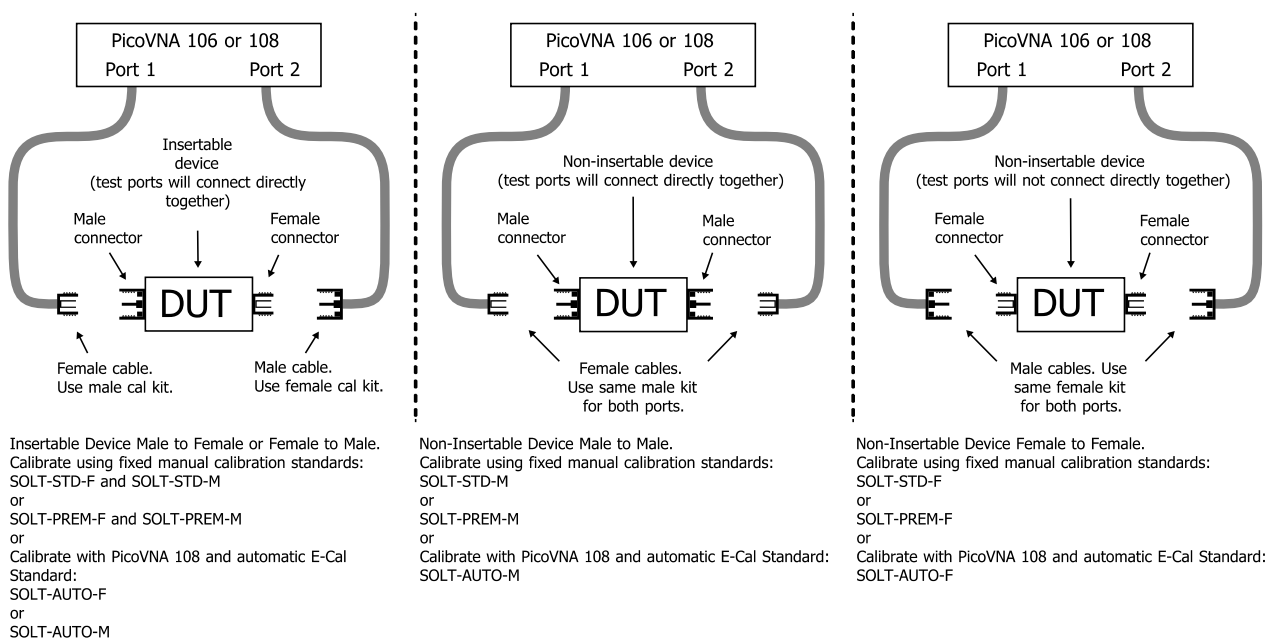 PicoVNA 106 or 108
Port 1 Port 2
Insertable
device
(test ports will connect directly
together)
Male
connector
Female
connector
DUT
Female cable.
Use male cal kit.
Male cable.
Use female cal kit.
Insertable Device Male to Female or Female to Male.
Calibrate using fixed manual calibration standards:
SOLT-STD-F and SOLT-STD-M
or
SOLT-PREM-F and SOLT-PREM-M
or
Calibrate with PicoVNA 108 and automatic E-Cal
Standard:
SOLT-AUTO-F
or
SOLT-AUTO-M
PicoVNA 106 or 108
Port 1 Port 2
Non-insertable device
(test ports will connect directly together)
Male
connector
Male
connector
DUT
Female cables.
Use same male kit
for both ports.
Non-Insertable Device Male to Male.
Calibrate using fixed manual calibration standards:
SOLT-STD-M
or
SOLT-PREM-M
or
Calibrate with PicoVNA 108 and automatic E-Cal Standard:
SOLT-AUTO-M
PicoVNA 106 or 108
Port 1 Port 2
Non-insertable device
(test ports will not connect directly together)
Female
connector
Female
connector
DUT
Male cables. Use
same female kit
for both ports.
Non-Insertable Device Female to Female.
Calibrate using fixed manual calibration standards:
SOLT-STD-F
or
SOLT-PREM-F
or
Calibrate with PicoVNA 108 and automatic E-Cal Standard:
SOLT-AUTO-F